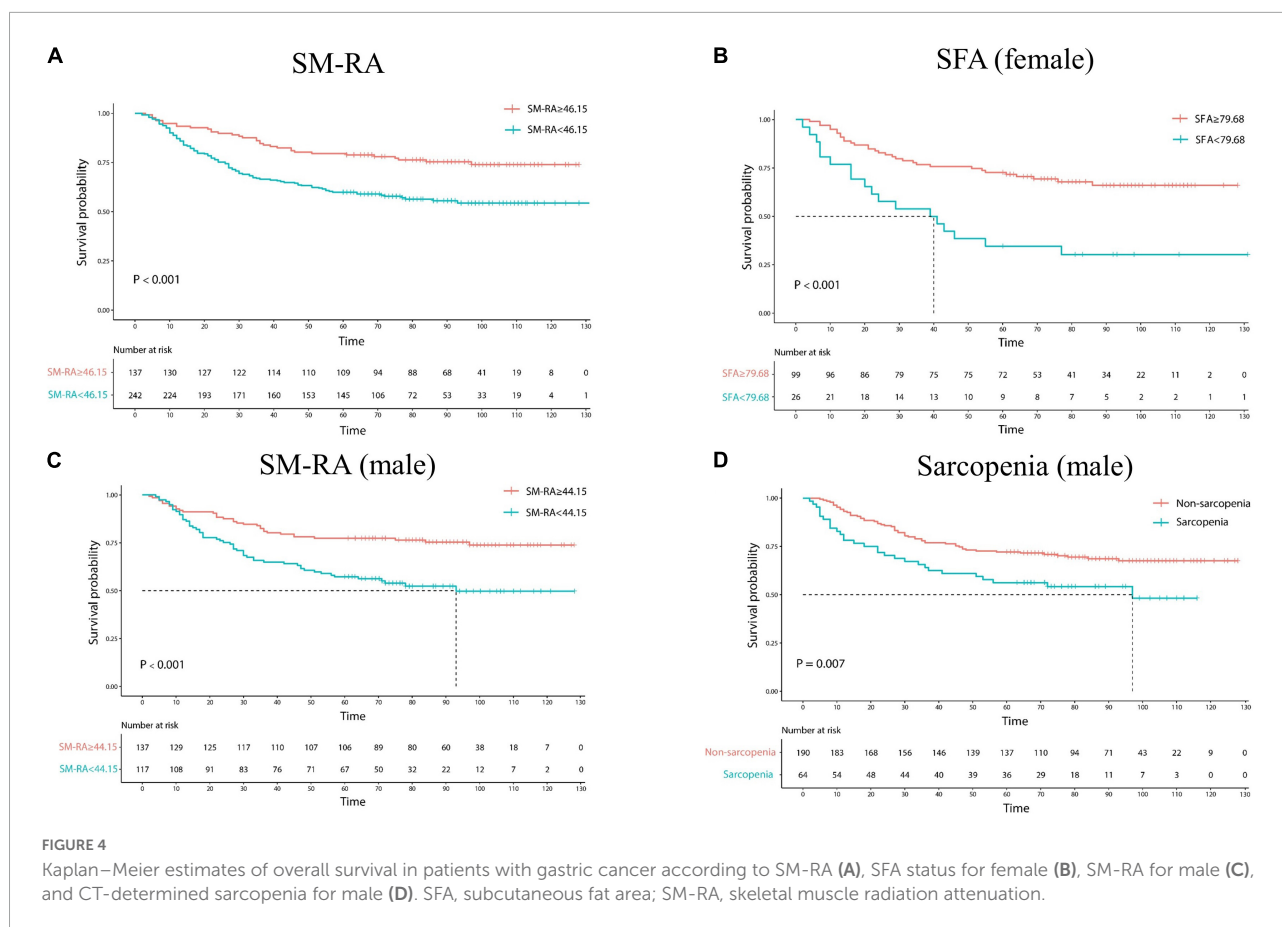 A
SM-RA
SM-RA≥46.15
SM-RA<46.15
1.00
0.75
0.50
0.25
0.00
Survival probability
P < 0.001
0 10 20 30 40 50 60 70 80 90 100 110 120 130
Time
Number at risk
SM-RA≥46.15 137 130 127 122 114 110 109 94 88 68 41 19 8 0
SM-RA<46.15 242 224 193 171 160 153 145 106 72 53 33 19 4 1
0 10 20 30 40 50 60 70 80 90 100 110 120 130
Time
B
SFA (female)
SFA≥79.68
SFA<79.68
1.00
0.75
0.50
0.25
0.00
Survival probability
P < 0.001
0 10 20 30 40 50 60 70 80 90 100 110 120 130
Time
Number at risk
SFA≥79.68 99 96 86 79 75 75 72 53 41 34 22 11 2 0
SFA<79.68 26 21 18 14 13 10 9 8 7 5 2 2 1 1
0 10 20 30 40 50 60 70 80 90 100 110 120 130
Time
C
SM-RA (male)
SM-RA≥44.15
SM-RA<44.15
1.00
0.75
0.50
0.25
0.00
Survival probability
P < 0.001
0 10 20 30 40 50 60 70 80 90 100 110 120 130
Time
Number at risk
SM-RA≥44.15 137 129 125 117 110 107 106 89 80 60 38 18 7 0
SM-RA<44.15 117 108 91 83 76 71 67 50 32 22 12 7 2 0
0 10 20 30 40 50 60 70 80 90 100 110 120 130
Time
D
Sarcopenia (male)
Non-sarcopenia
Sarcopenia
1.00
0.75
0.50
0.25
0.00
Survival probability
P = 0.007
0 10 20 30 40 50 60 70 80 90 100 110 120 130
Time
Number at risk
Non-sarcopenia 190 183 168 156 146 139 137 110 94 71 43 22 9 0
Sarcopenia 64 54 48 44 40 39 36 29 18 11 7 3 0 0
0 10 20 30 40 50 60 70 80 90 100 110 120 130
Time
FIGURE 4
Kaplan–Meier estimates of overall survival in patients with gastric cancer according to SM-RA (A), SFA status for female (B), SM-RA for male (C),
and CT-determined sarcopenia for male (D). SFA, subcutaneous fat area; SM-RA, skeletal muscle radiation attenuation.